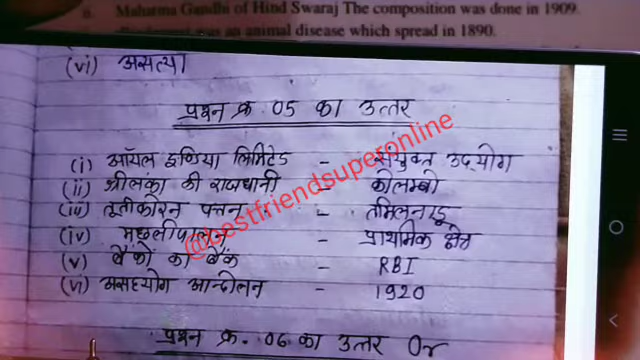 6. Mahatma Gandhi of Hind Swaraj The composition was done in 1909.
was an animal disease which spread in 1890.
(vi) असत्या
प्रश्न क्र. 05 का उत्तर
(i) ऑयल इण्डिया लिमिटेड - संयुक्त उद्योग
(ii) श्रीलंका की राजधानी - कोलम्बो
(iii) तूतीकोरन पत्तन - तमिलनाडू
(iv) मछलीपालन - प्राथमिक क्षेत्र
(v) बैंको का बैंक - RBI
(vi) असहयोग आन्दोलन - 1920
@bestfriendsuperonline
प्रश्न क्र. 06 का उत्तर Or